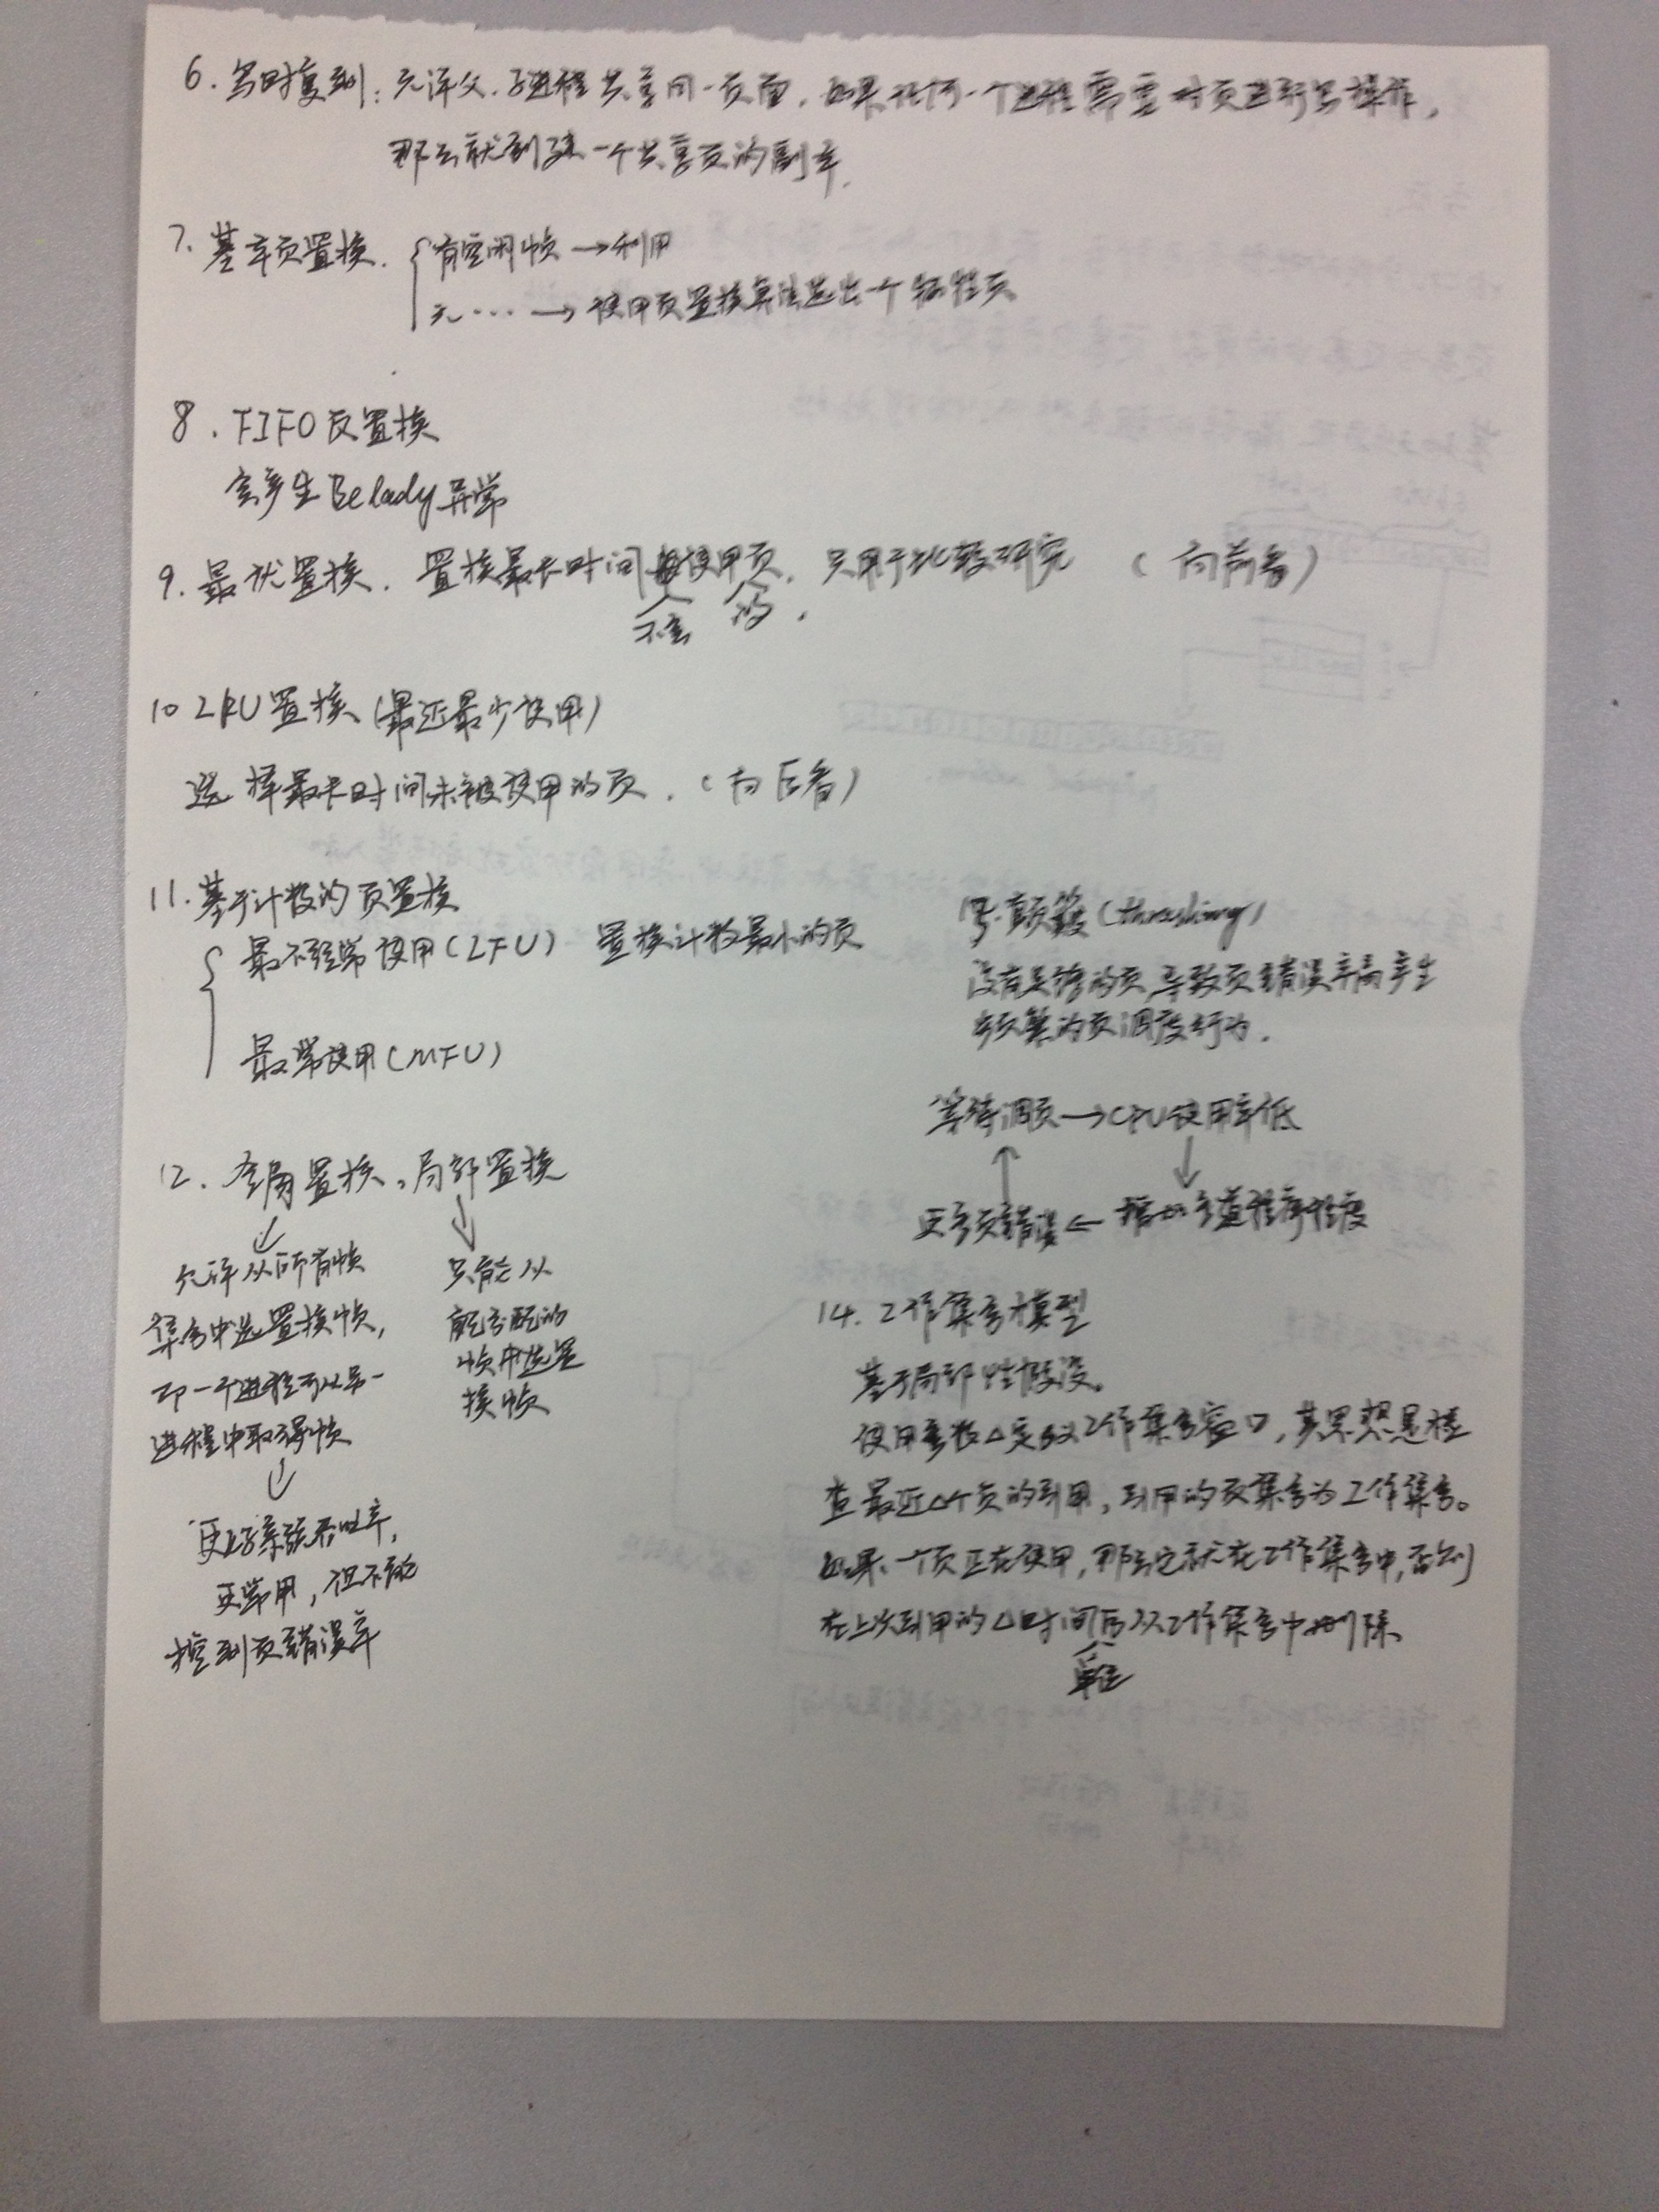 6. 写时复制：允许父.子进程共享同一页面，如果任何一个进程需要对页进行写操作，
那么就创建一个共享页的副本.
7. 基本页置换. { 有空闲帧 → 利用
无 … → 使用页置换算法选出一个牺牲页
8. FIFO页置换
会产生Belady异常
9. 最优置换. 置换最长时间不会被使用的页. 只用于比较研究 (向前看)
10 LRU置换 (最近最少使用)
选择最长时间未被使用的页. (向后看)
11. 基于计数的页置换
{ 最不经常使用(LFU) 置换计数最小的页
最常使用(MFU)
12. 全局置换、局部置换
↓ ↓
允许从所有帧
集合中选置换帧,
即一个进程可以从另一
进程中取得帧
↓
更好系统吞吐率,
更常用, 但不能
控制页错误率
只能从
就分配的
帧中选置
换帧
13. 颠簸 (thrashing)
没有足够的页,导致页错误率高产生
频繁的页调度行为.
等待调页 → CPU使用率低
↑ ↓
更多页错误 ← 增加多道程序程度
14. 工作集合模型
基于局部性假设。
使用参数△定义工作集合窗口, 其思想是检
查最近△个页的引用, 引用的页集合为工作集合。
如果一个页正在使用, 那么它就在工作集合中, 否则
在上次引用的△时间单位后从工作集合中删除.